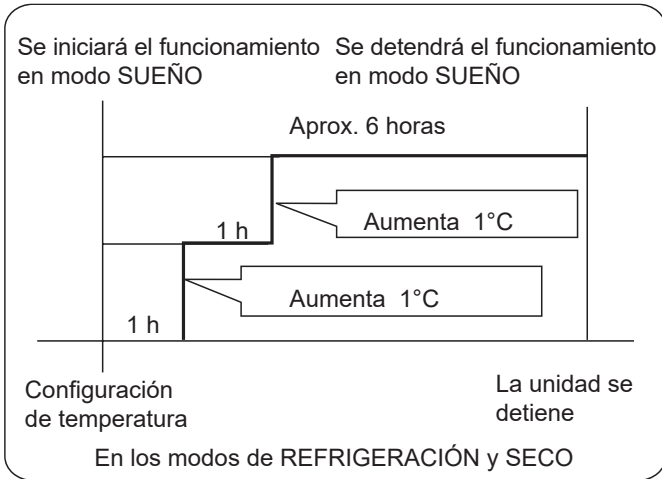 Se iniciará el funcionamiento
en modo SUEÑO
Se detendrá el funcionamiento
en modo SUEÑO
Aprox. 6 horas
1 h
Aumenta 1°C
Aumenta 1°C
1 h
Configuración
de temperatura
La unidad se
detiene
En los modos de REFRIGERACIÓN y SECO